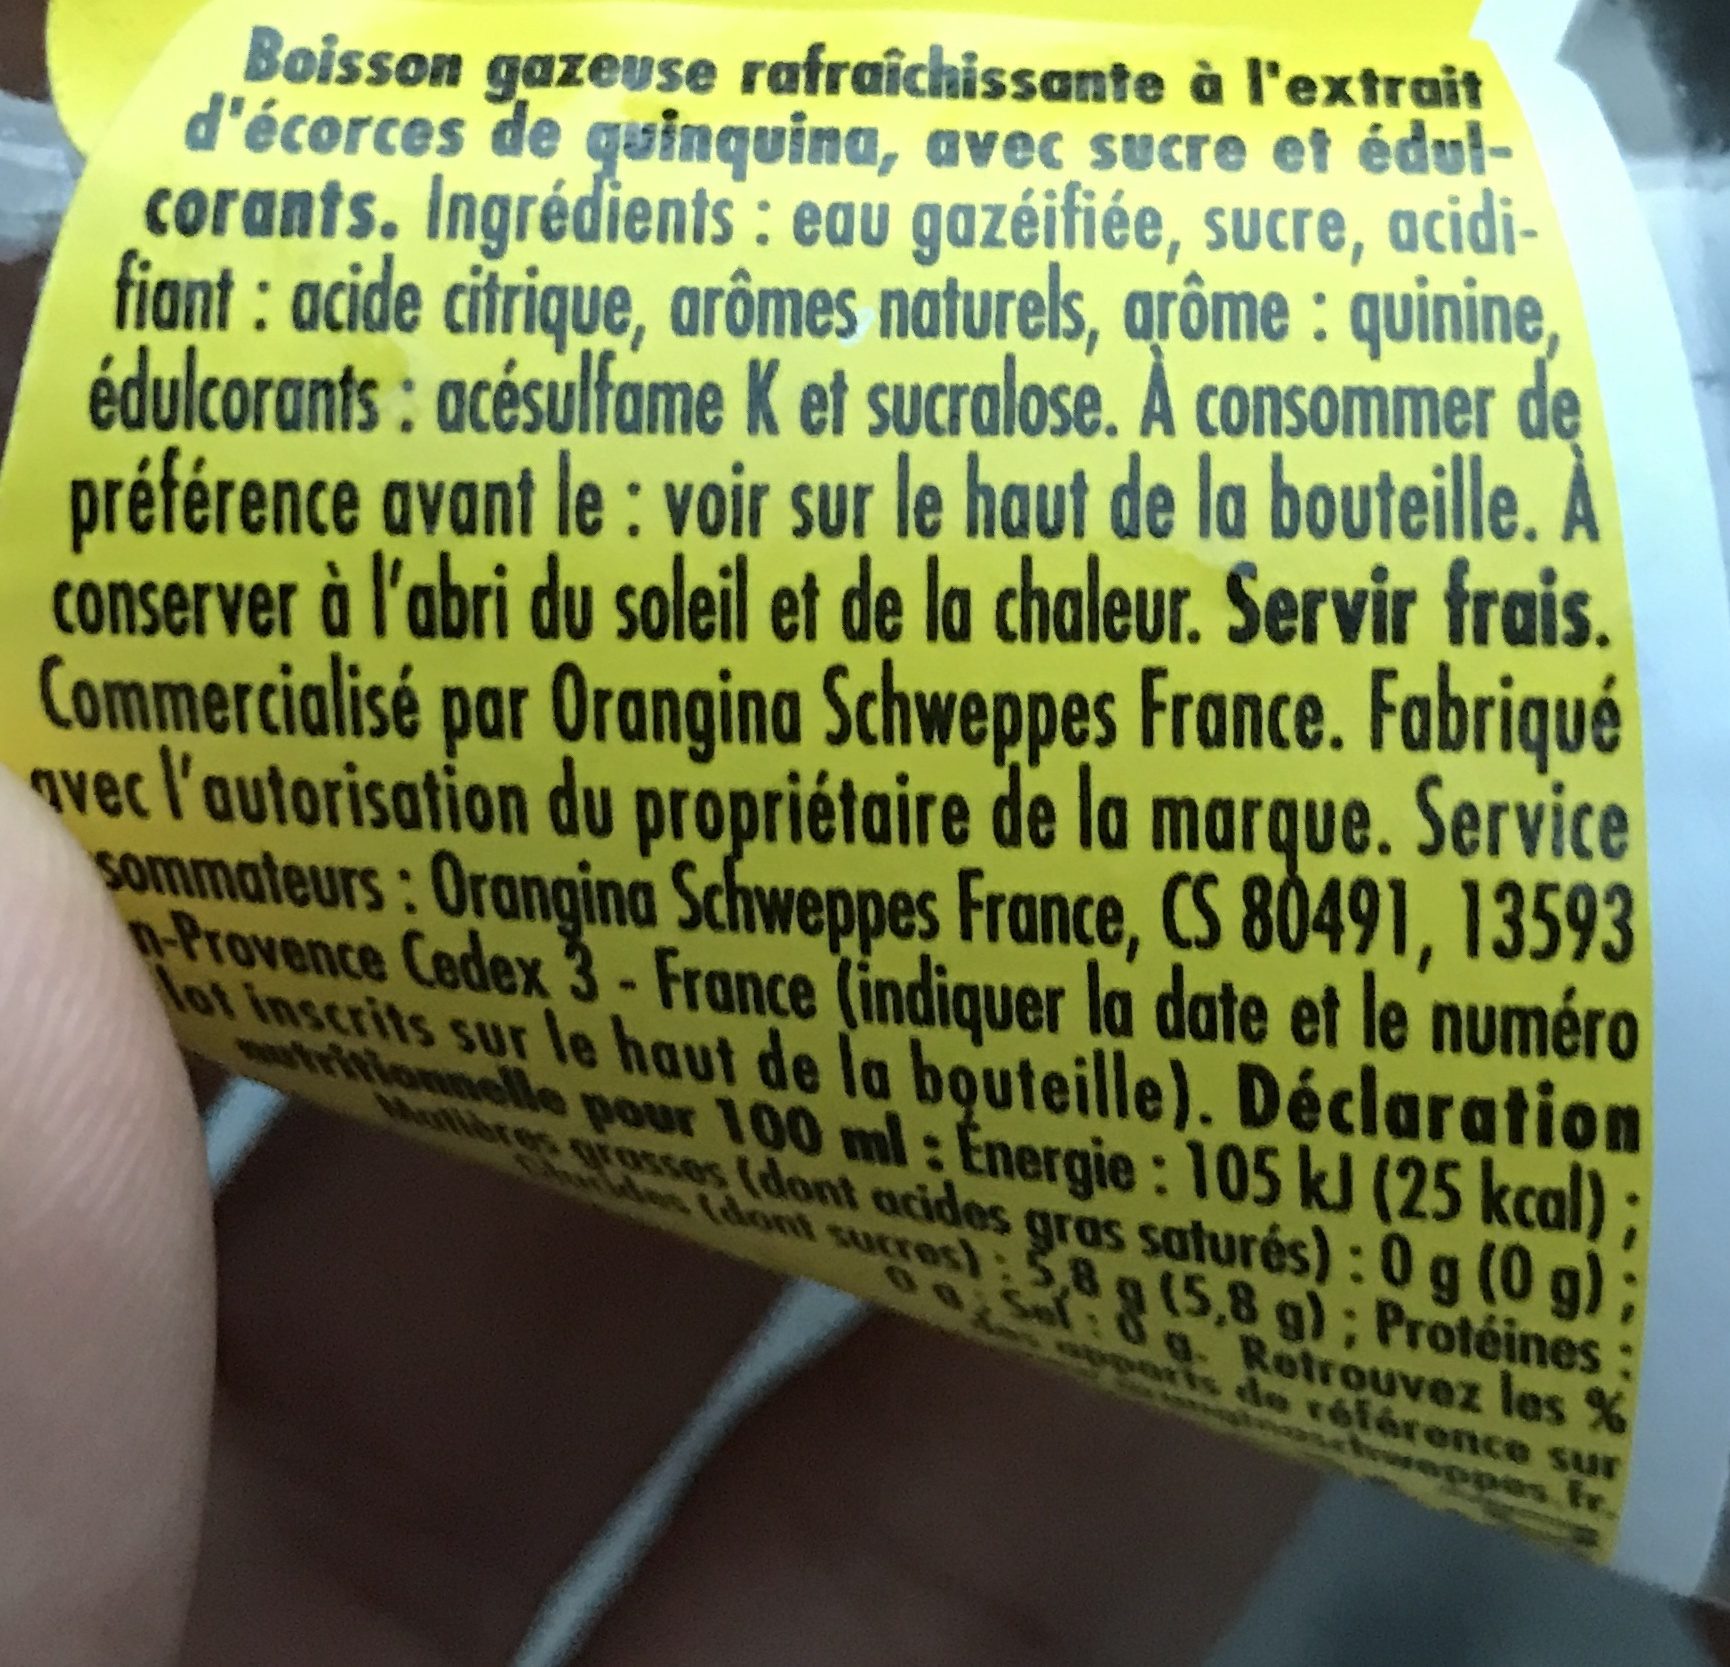 Boisson gazeuse rafraîchissante à l'extrait
d'écorces de quinquina, avec sucre et édul-
corants. Ingrédients : eau gazéifiée, sucre, acidi-
fiant : acide citrique, arômes naturels, arôme : quinine,
édulcorants : acésulfame K et sucralose. À consommer de
préférence avant le : voir sur le haut de la bouteille. À
conserver à l'abri du soleil et de la chaleur. Servir frais.
Commercialisé par Orangina Schweppes France. Fabriqué
avec l'autorisation du propriétaire de la marque. Service
sommateurs : Orangina Schweppes France, CS 80491, 13593
n-Provence Cedex 3 - France (indiquer la date et le numéro
lot inscrits sur le haut de la bouteille). Déclaration
nutritionnelle pour 100 ml : Énergie : 105 kJ (25 kcal) ;
Matières grasses (dont acides gras saturés) : 0 g (0 g) ;
Glucides (dont sucres) : 5,8 g (5,8 g) ; Protéines :
0 g ; Sel : 0 g. Retrouvez les %
des apports de référence sur